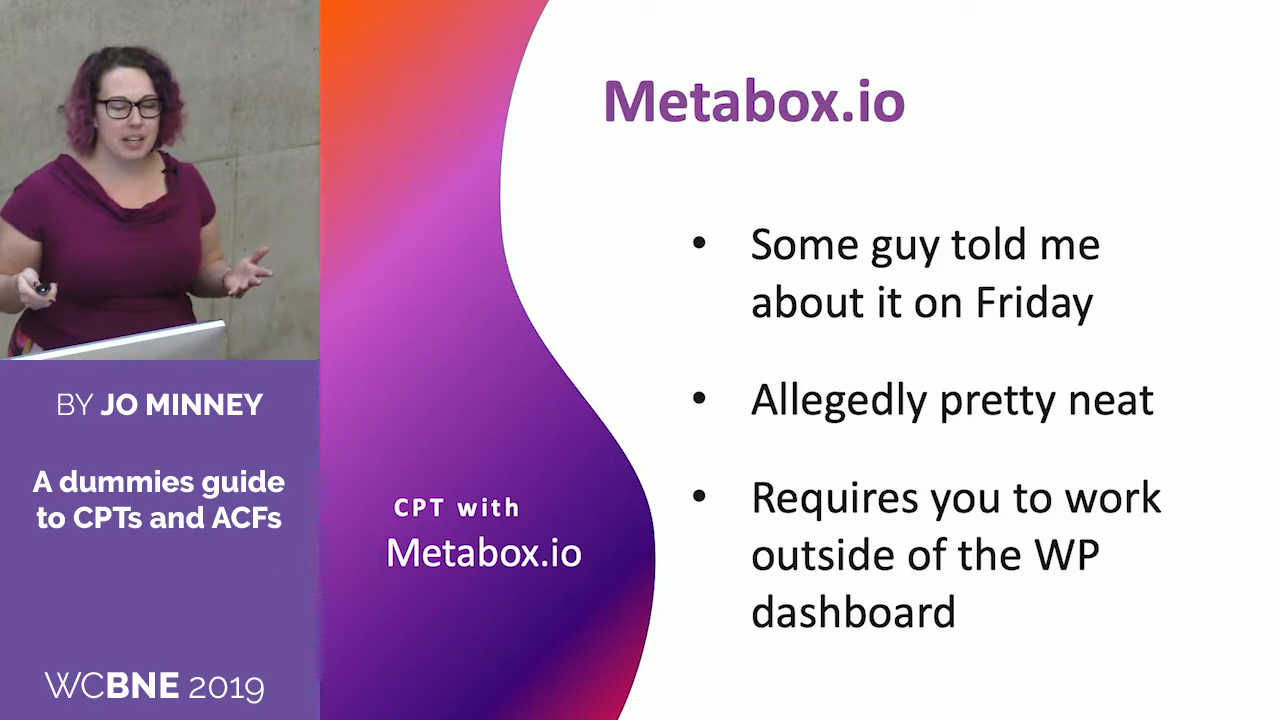 BY JO MINNEY
A dummies guide
to CPTs and ACFs
WCBNE 2019
CPT with
Metabox.io
Metabox.io
• Some guy told me
about it on Friday
• Allegedly pretty neat
• Requires you to work
outside of the WP
dashboard